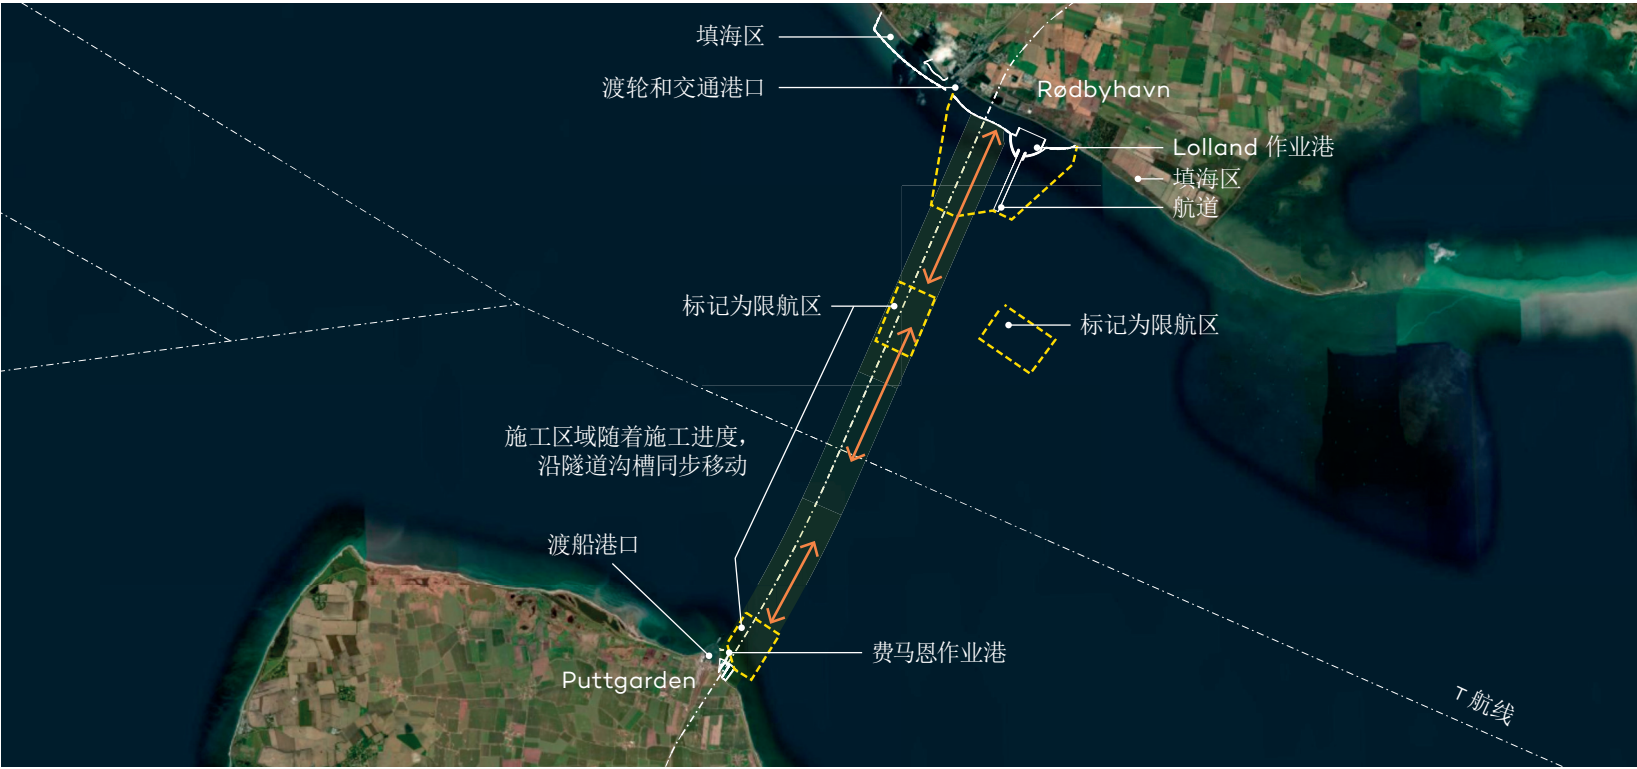 填海区
渡轮和交通港口
Rødbyhavn
Lolland 作业港
填海区
航道
标记为限航区
标记为限航区
施工区域随着施工进度，
沿隧道沟槽同步移动
渡船港口
费马恩作业港
Puttgarden
T 航线